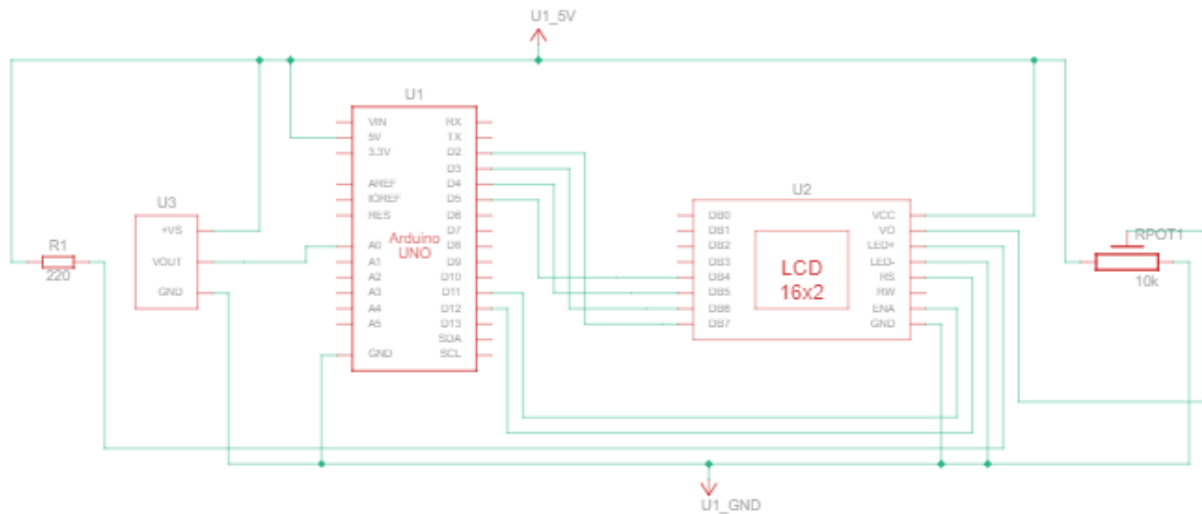 U1_5V
U1
VIN
5V
3.3V
AREF
IOREF
RES
A0
A1
A2
A3
A4
A5
GND
RX
TX
D2
D3
D4
D5
D6
D7
D8
D9
D10
D11
D12
D13
SDA
SCL
Arduino
UNO
U3
+VS
VOUT
GND
R1
220
U2
DB0
DB1
DB2
DB3
DB4
DB5
DB6
DB7
LCD
16x2
VCC
VO
LED+
LED-
RS
RW
ENA
GND
RPOT1
10k
U1_GND